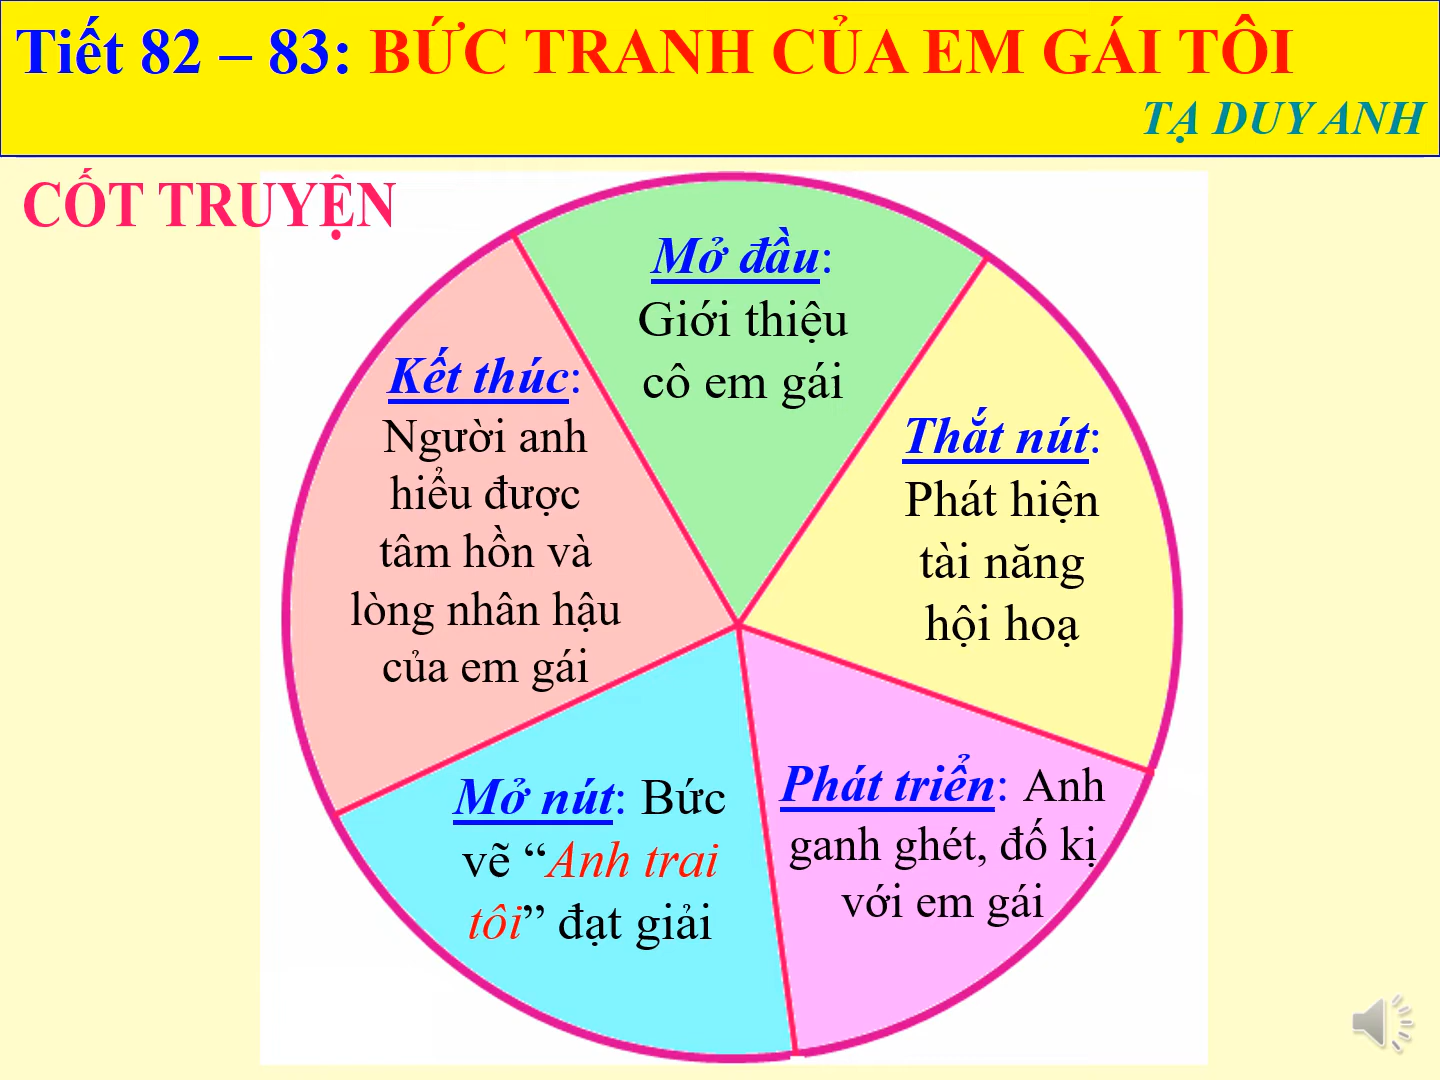 Tiết 82 – 83: BỨC TRANH CỦA EM GÁI TÔI
TẠ DUY ANH
CỐT TRUYỆN
Mở đầu:
Giới thiệu
cô em gái
Thắt nút:
Phát hiện
tài năng
hội hoạ
Phát triển: Anh
ganh ghét, đố kị
với em gái
Mở nút: Bức
vẽ “Anh trai
tôi” đạt giải
Kết thúc:
Người anh
hiểu được
tâm hồn và
lòng nhân hậu
của em gái